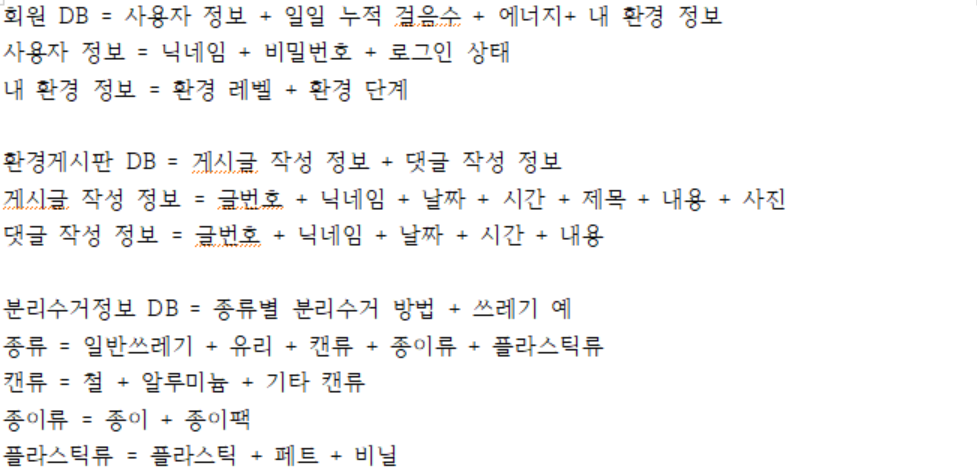 회원 DB = 사용자 정보 + 일일 누적 걸음수 + 에너지+ 내 환경 정보
사용자 정보 = 닉네임 + 비밀번호 + 로그인 상태
내 환경 정보 = 환경 레벨 + 환경 단계
환경게시판 DB = 게시글 작성 정보 + 댓글 작성 정보
게시글 작성 정보 = 글번호 + 닉네임 + 날짜 + 시간 + 제목 + 내용 + 사진
댓글 작성 정보 = 글번호 + 닉네임 + 날짜 + 시간 + 내용
분리수거정보 DB = 종류별 분리수거 방법 + 쓰레기 예
종류 = 일반쓰레기 + 유리 + 캔류 + 종이류 + 플라스틱류
캔류 = 철 + 알루미늄 + 기타 캔류
종이류 = 종이 + 종이팩
플라스틱류 = 플라스틱 + 페트 + 비닐